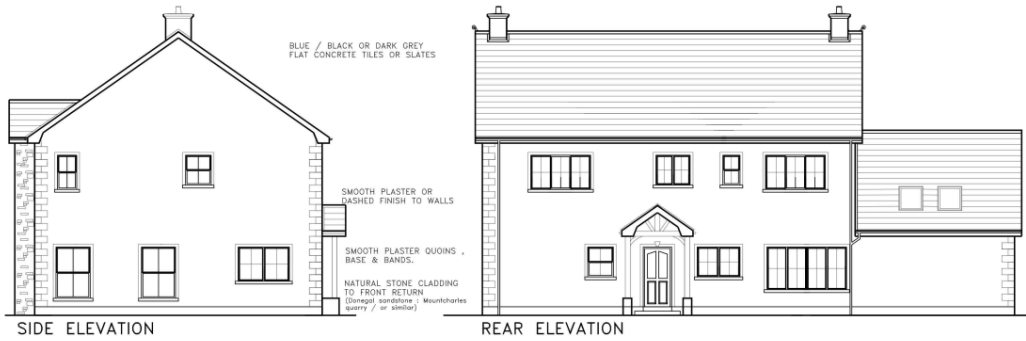 BLUE / BLACK OR DARK GREY
FLAT CONCRETE TILES OR SLATES
SMOOTH PLASTER OR
DASHED FINISH TO WALLS
SMOOTH PLASTER QUOINS ,
BASE & BANDS.
NATURAL STONE CLADDING
TO FRONT RETURN
(Donegal sandstone : Mountcharles
quarry / or similar)
SIDE ELEVATION
REAR ELEVATION